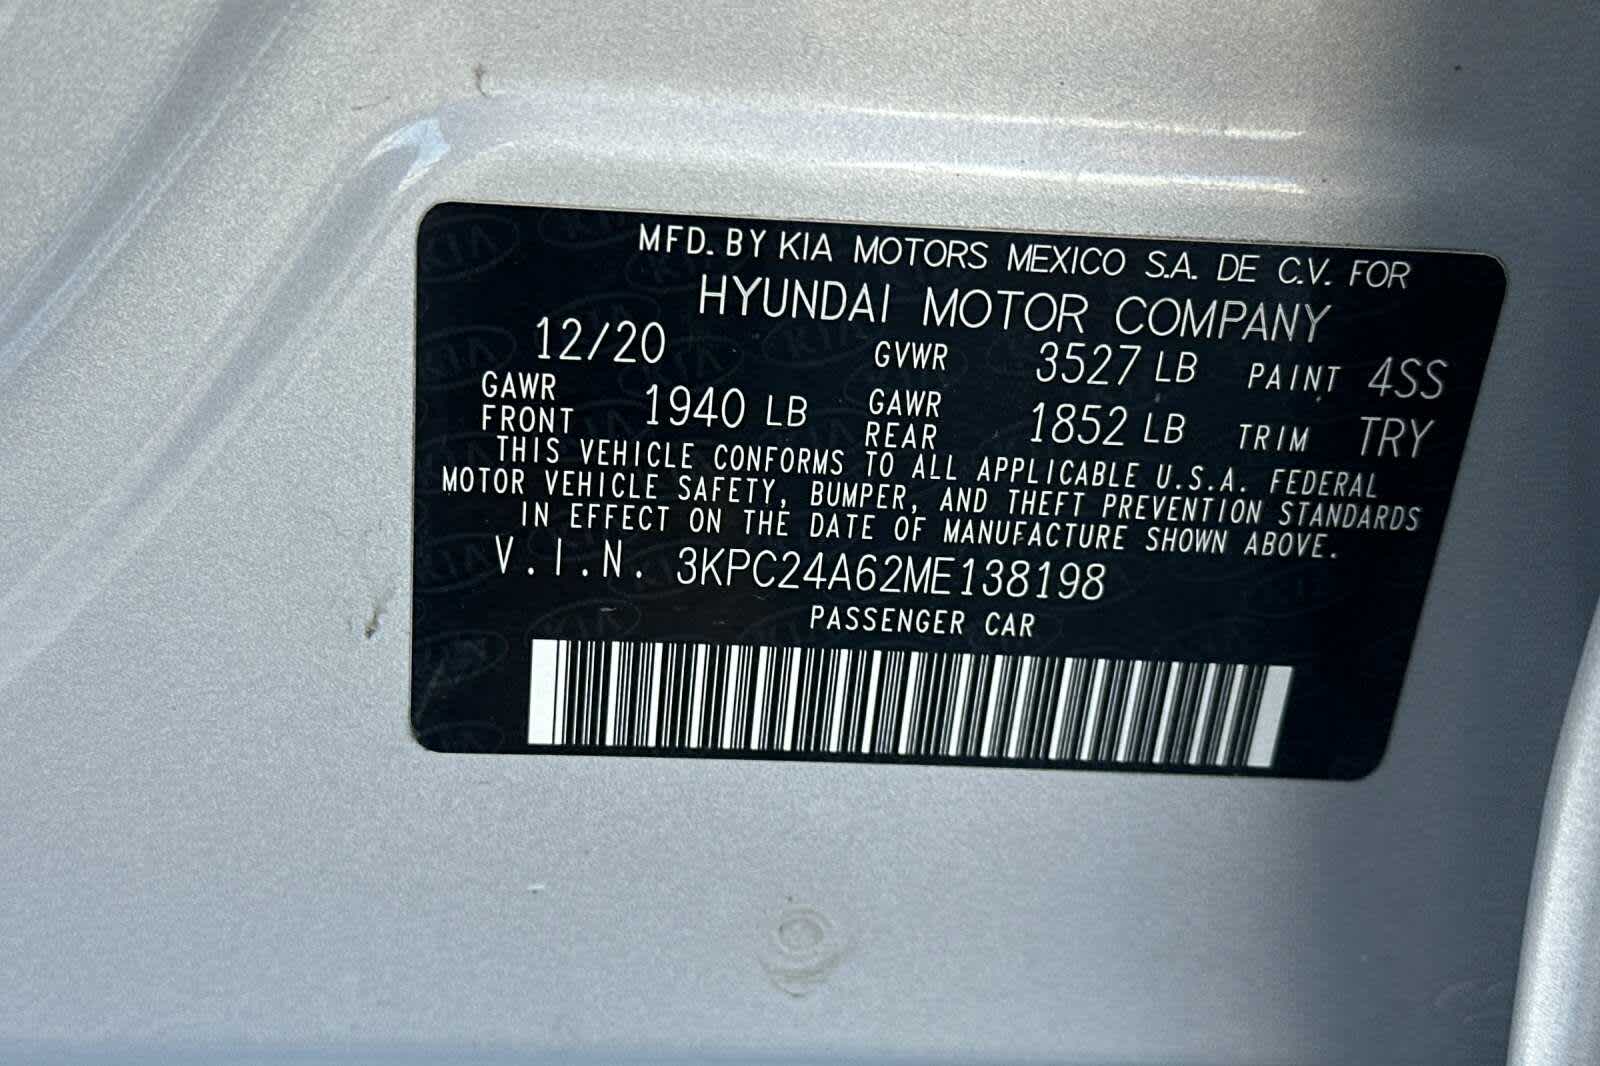 MFD. BY KIA MOTORS MEXICO S.A. DE C.V. FOR
HYUNDAI MOTOR COMPANY
12/20 GVWR 3527 LB PAINT 4SS
GAWR FRONT 1940 LB GAWR REAR 1852 LB TRIM TRY
THIS VEHICLE CONFORMS TO ALL APPLICABLE U.S.A. FEDERAL
MOTOR VEHICLE SAFETY, BUMPER, AND THEFT PREVENTION STANDARDS
IN EFFECT ON THE DATE OF MANUFACTURE SHOWN ABOVE.
V.I.N. 3KPC24A62ME138198
PASSENGER CAR